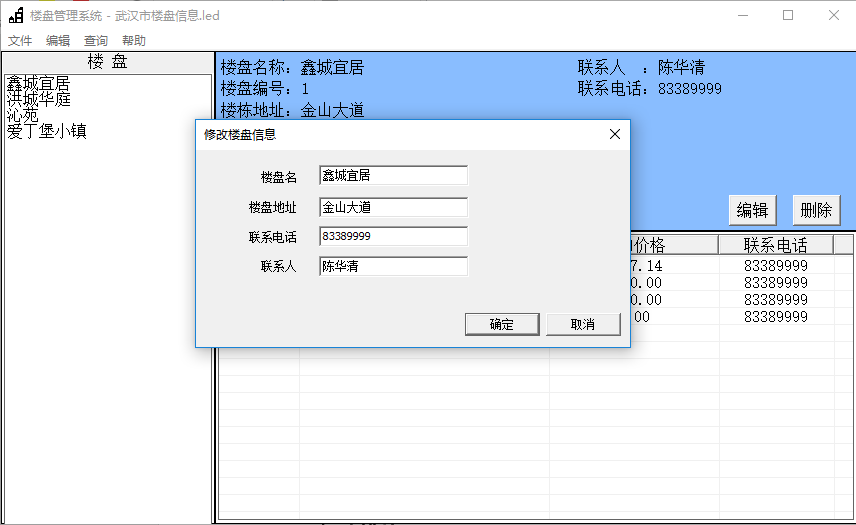 楼盘管理系统 - 武汉市楼盘信息.led
文件 编辑 查询 帮助
楼 盘
鑫城宜居
洪城华庭
沁苑
爱丁堡小镇
楼盘名称: 鑫城宜居 联系人 : 陈华清
楼盘编号: 1 联系电话: 83389999
楼栋地址: 金山大道
编辑 删除
修改楼盘信息
楼盘名 鑫城宜居
楼盘地址 金山大道
联系电话 83389999
联系人 陈华清
确定 取消
价格 联系电话
7.14 83389999
0.00 83389999
0.00 83389999
00 83389999